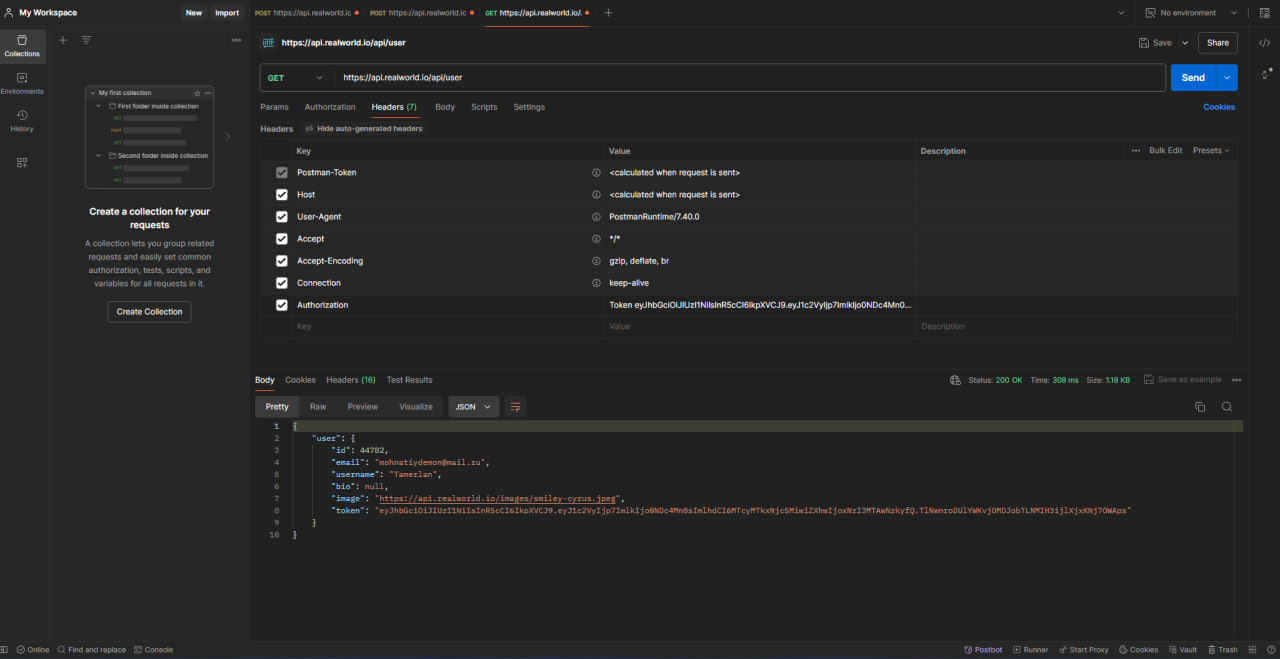 My Workspace
New Import
POST https://api.realworld.ic
POST https://api.realworld.ic
GET https://api.realworld.io/.
No environment
Collections
Environments
History
My first collection
First folder inside collection
GET
POST
GET
Second folder inside collection
GET
GET
Create a collection for your
requests
A collection lets you group related
requests and easily set common
authorization, tests, scripts, and
variables for all requests in it.
Create Collection
https://api.realworld.io/api/user
Save Share
GET https://api.realworld.io/api/user Send
Params Authorization Headers (7) Body Scripts Settings Cookies
Headers Hide auto-generated headers
Key Value Description Bulk Edit Presets
Postman-Token <calculated when request is sent>
Host <calculated when request is sent>
User-Agent PostmanRuntime/7.40.0
Accept */*
Accept-Encoding gzip, deflate, br
Connection keep-alive
Authorization Token
Key Value Description
Body Cookies Headers (16) Test Results Status: 200 OK Time: 308 ms Size: 1.19 KB Save as example
Pretty Raw Preview Visualize JSON
1 {
2 "user": {
3 "id": 44782,
4 "email": "mohnatiydemon@mail.ru",
5 "username": "Tamerlan",
6 "bio": null,
7 "image": "https://api.realworld.io/images/smiley-cyrus.jpeg",
8 "token":
9 }
10 }
Online Find and replace Console Postbot Runner Start Proxy Cookies Vault Trash